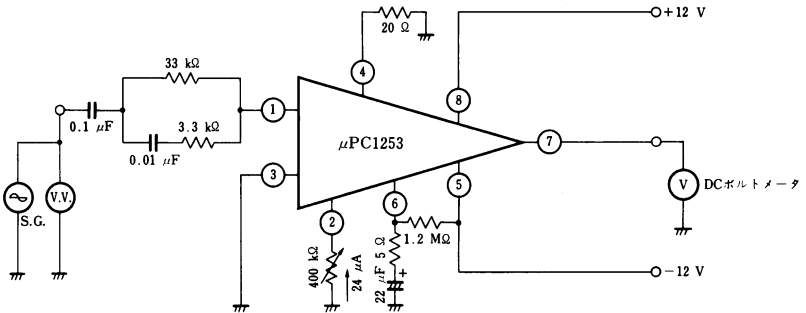 +12 V
20 Ω
33 kΩ
4
8
0.1 μF
3.3 kΩ
0.01 μF
1
μPC1253
7
3
5
V
DCボルトメータ
V.V.
S.G.
6
2
1.2 MΩ
400 kΩ
24 μA
22 μF 5 Ω
+
−12 V